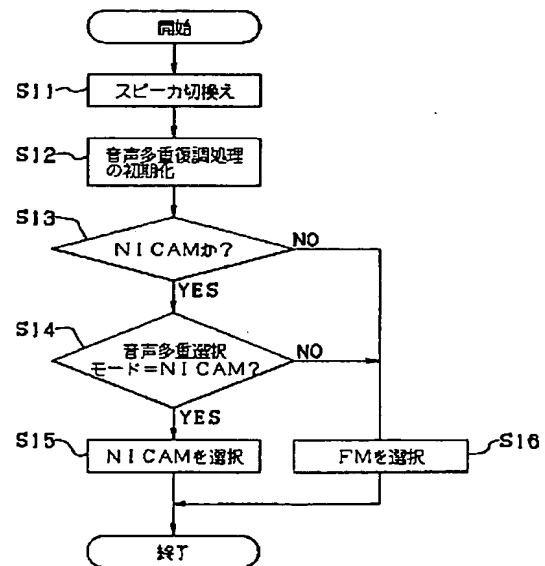 開始
S11
スピーカ切換え
S12
音声多重復調処理
の初期化
S13
NICAMか?
NO
YES
S14
音声多重選択
モード=NICAM?
NO
YES
S15
NICAMを選択
FMを選択
S16
終了